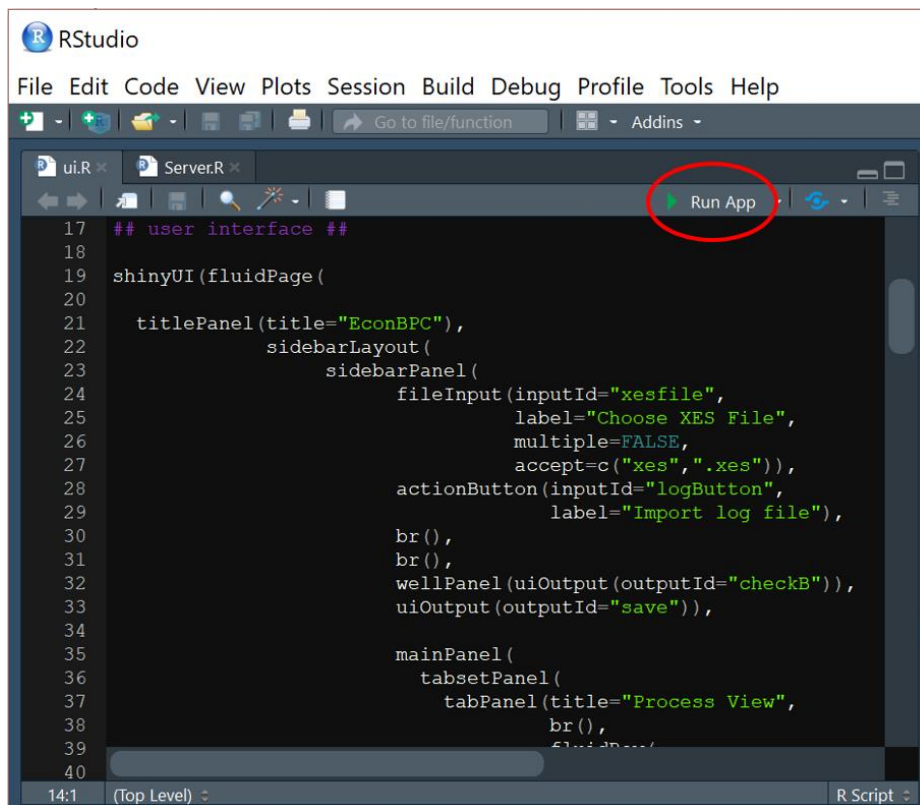 R RStudio
File Edit Code View Plots Session Build Debug Profile Tools Help
Go to file/function Addins
ui.R × Server.R ×
Run App
17 ## user interface ##
18
19 shinyUI(fluidPage(
20
21 titlePanel(title="EconBPC"),
22 sidebarLayout(
23 sidebarPanel(
24 fileInput(inputId="xesfile",
25 label="Choose XES File",
26 multiple=FALSE,
27 accept=c("xes",".xes")),
28 actionButton(inputId="logButton",
29 label="Import log file"),
30 br(),
31 br(),
32 wellPanel(uiOutput(outputId="checkB")),
33 uiOutput(outputId="save")),
34
35 mainPanel(
36 tabsetPanel(
37 tabPanel(title="Process View",
38 br(),
39 fluidRow(
40
14:1 (Top Level) R Script